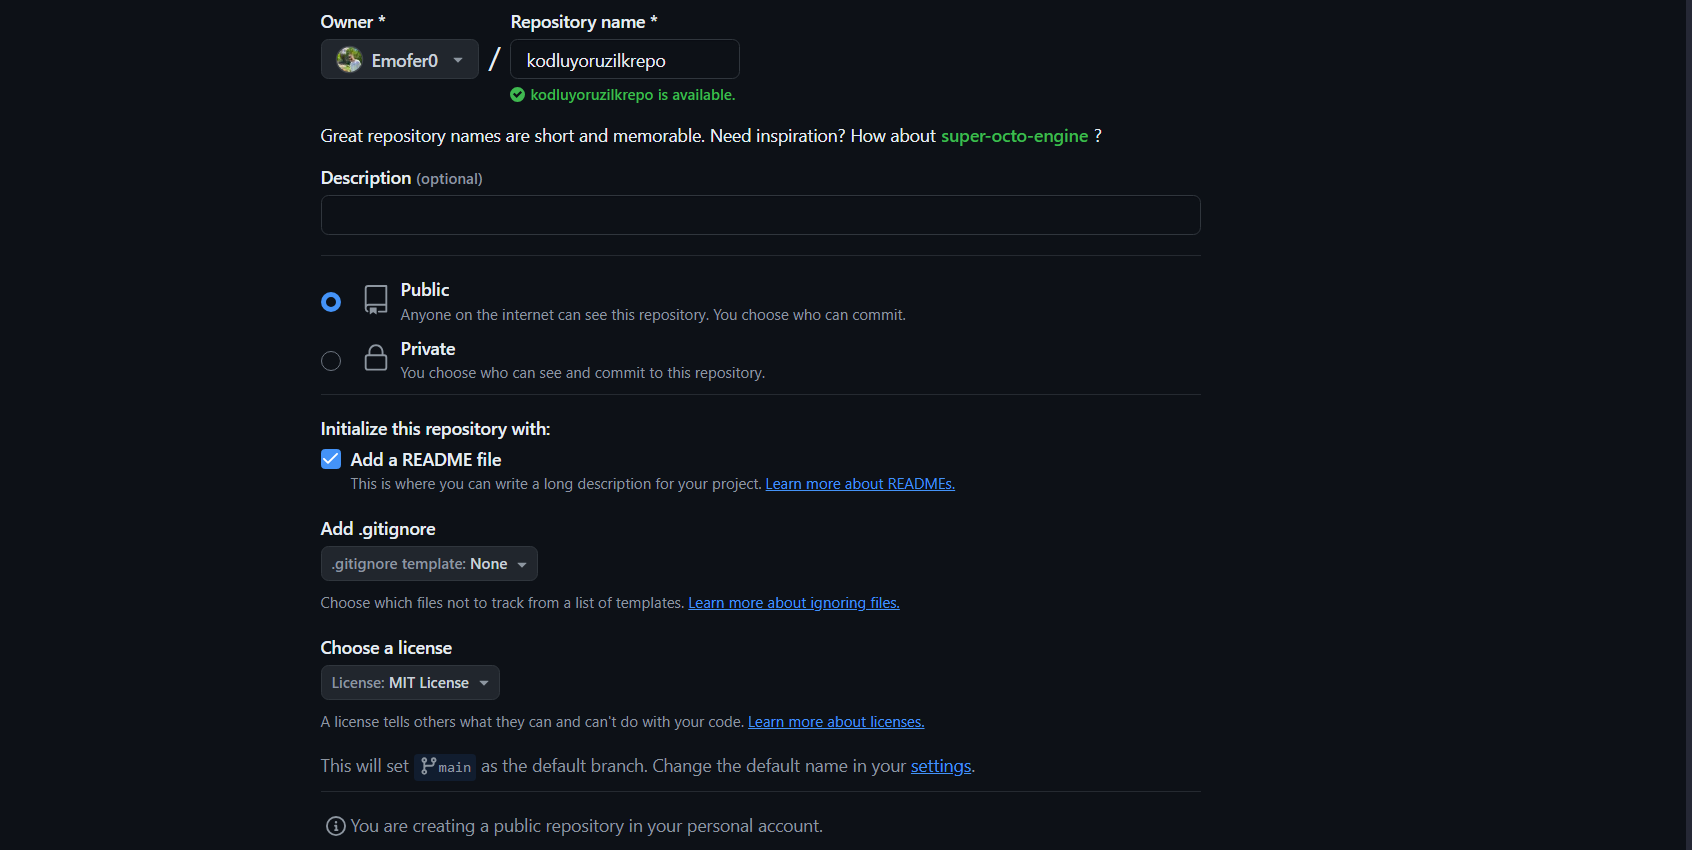 Owner * Repository name *
Emofer0 / kodluyoruzilkrepo
kodluyoruzilkrepo is available.
Great repository names are short and memorable. Need inspiration? How about super-octo-engine ?
Description (optional)
Public
Anyone on the internet can see this repository. You choose who can commit.
Private
You choose who can see and commit to this repository.
Initialize this repository with:
Add a README file
This is where you can write a long description for your project. Learn more about READMEs.
Add .gitignore
.gitignore template: None
Choose which files not to track from a list of templates. Learn more about ignoring files.
Choose a license
License: MIT License
A license tells others what they can and can't do with your code. Learn more about licenses.
This will set main as the default branch. Change the default name in your settings.
You are creating a public repository in your personal account.